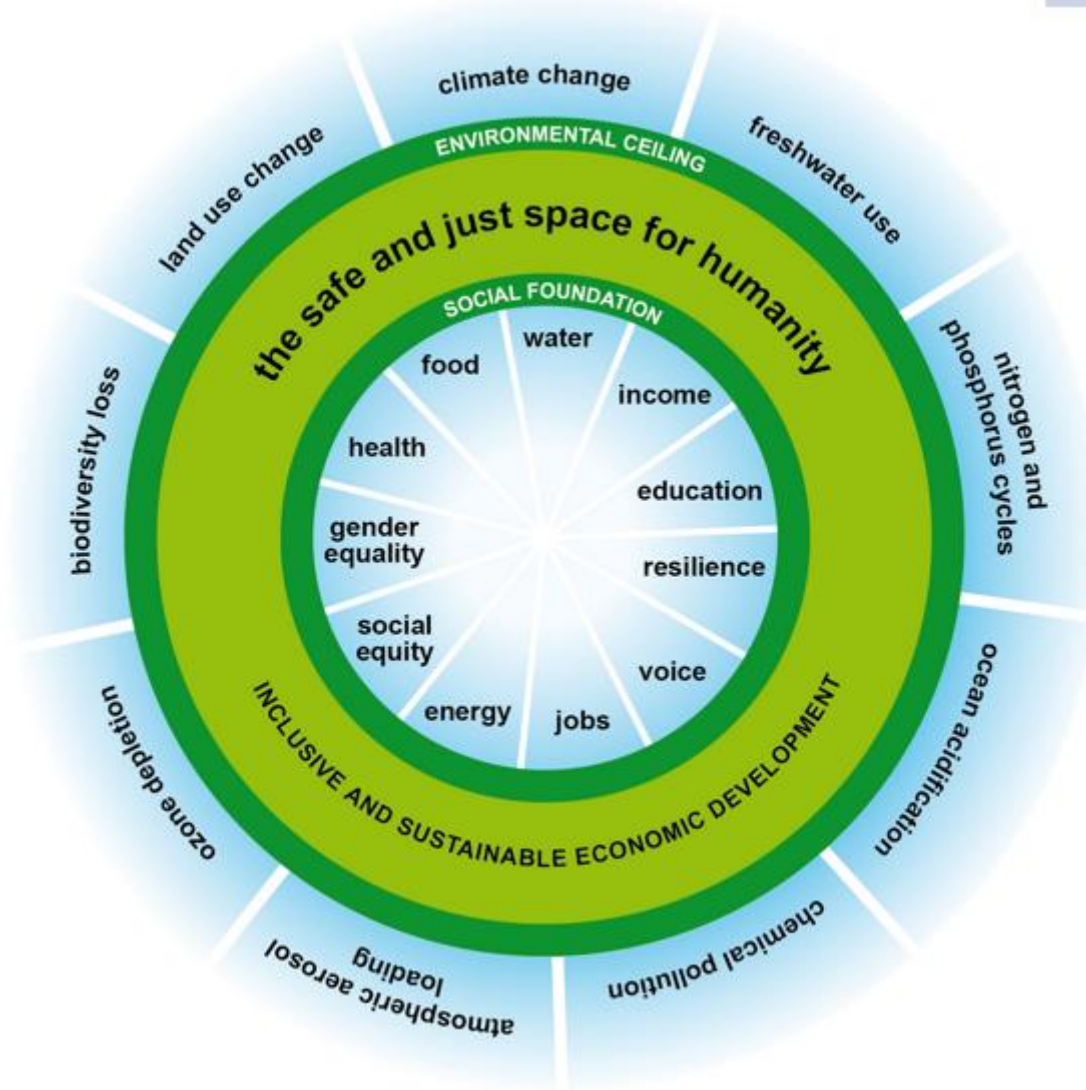 climate change
freshwater use
nitrogen and
phosphorus cycles
ocean acidification
chemical pollution
atmospheric aerosol
loading
ozone depletion
biodiversity loss
land use change
ENVIRONMENTAL CEILING
the safe and just space for humanity
SOCIAL FOUNDATION
water
income
education
resilience
voice
jobs
energy
social
equity
gender
equality
health
food
INCLUSIVE AND SUSTAINABLE ECONOMIC DEVELOPMENT